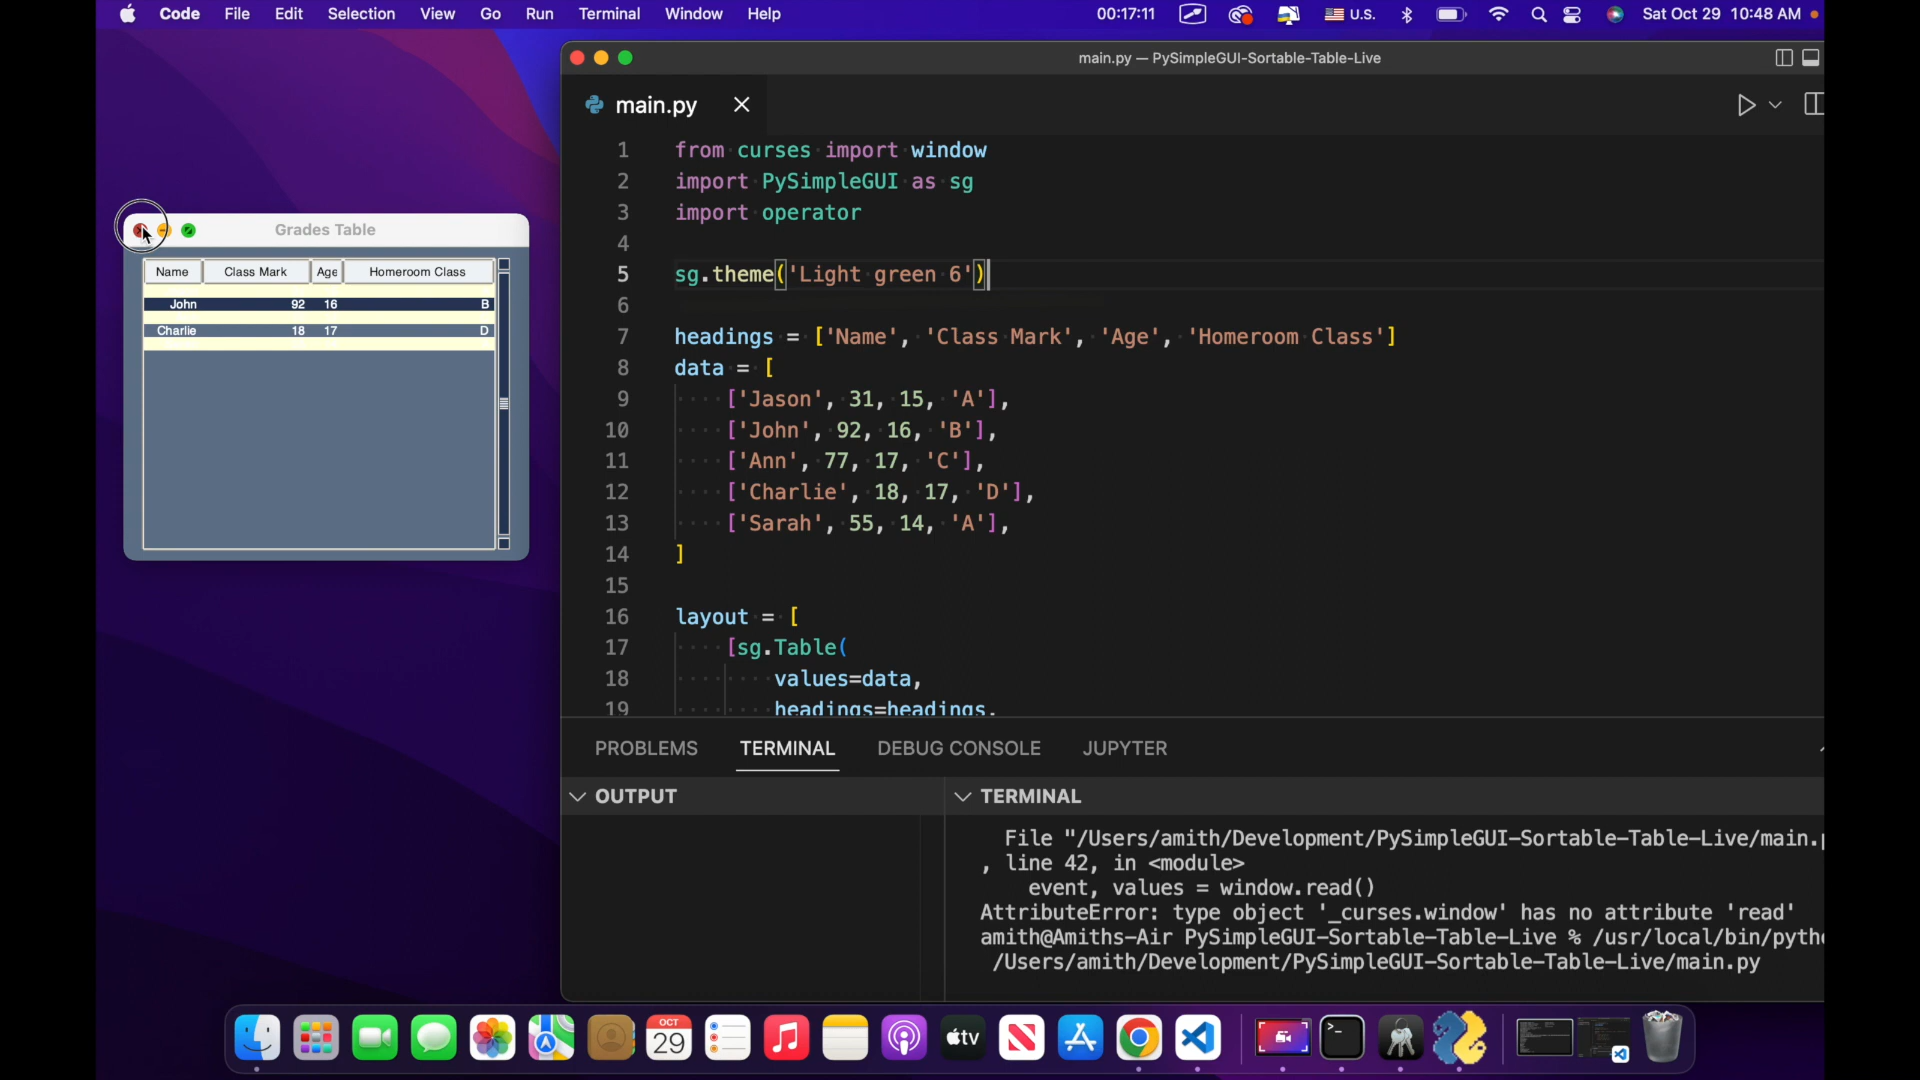 Code File Edit Selection View Go Run Terminal Window Help 00:17:11 U.S. Sat Oct 29 10:48 AM
main.py — PySimpleGUI-Sortable-Table-Live
main.py
1 from curses import window
2 import PySimpleGUI as sg
3 import operator
4
5 sg.theme('Light green 6')
6
7 headings = ['Name', 'Class Mark', 'Age', 'Homeroom Class']
8 data = [
9 ['Jason', 31, 15, 'A'],
10 ['John', 92, 16, 'B'],
11 ['Ann', 77, 17, 'C'],
12 ['Charlie', 18, 17, 'D'],
13 ['Sarah', 55, 14, 'A'],
14 ]
15
16 layout = [
17 [sg.Table(
18 values=data,
19 headings=headings,
Grades Table
Name Class Mark Age Homeroom Class
John 92 16 B
Charlie 18 17 D
PROBLEMS TERMINAL DEBUG CONSOLE JUPYTER
OUTPUT
TERMINAL
File "/Users/amith/Development/PySimpleGUI-Sortable-Table-Live/main.p
, line 42, in <module>
event, values = window.read()
AttributeError: type object '_curses.window' has no attribute 'read'
amith@Amiths-Air PySimpleGUI-Sortable-Table-Live % /usr/local/bin/pyth
/Users/amith/Development/PySimpleGUI-Sortable-Table-Live/main.py
OCT
29
tv